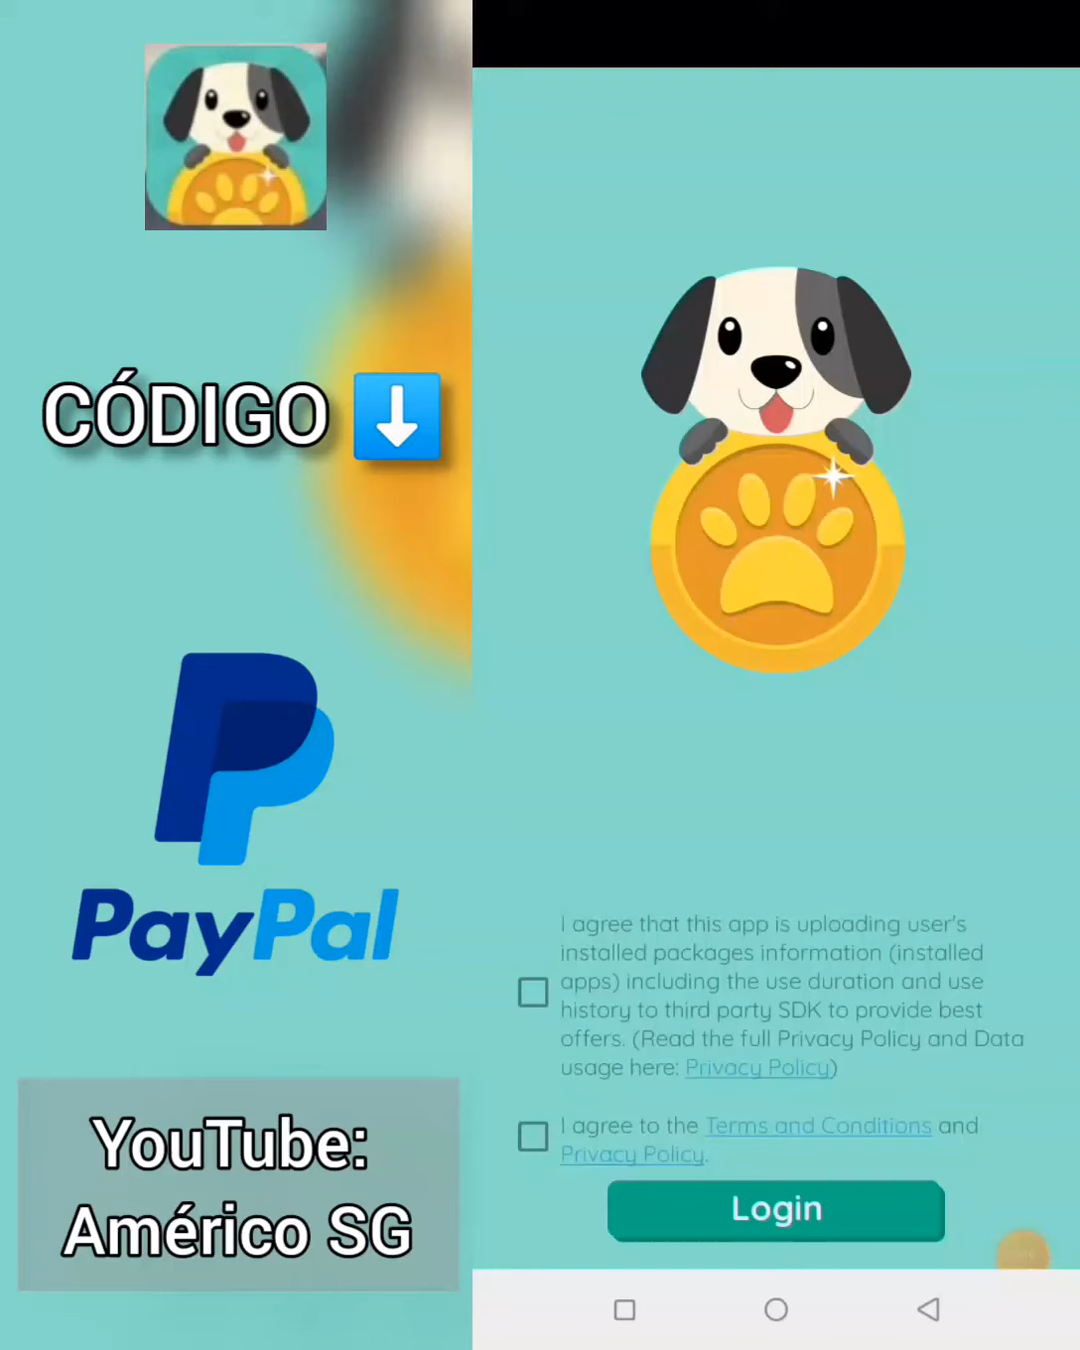 CÓDIGO
PayPal
YouTube:
Américo SG
I agree that this app is uploading user's
installed packages information (installed
apps) including the use duration and use
history to third party SDK to provide best
offers. (Read the full Privacy Policy and Data
usage here: Privacy Policy)
I agree to the Terms and Conditions and
Privacy Policy.
Login